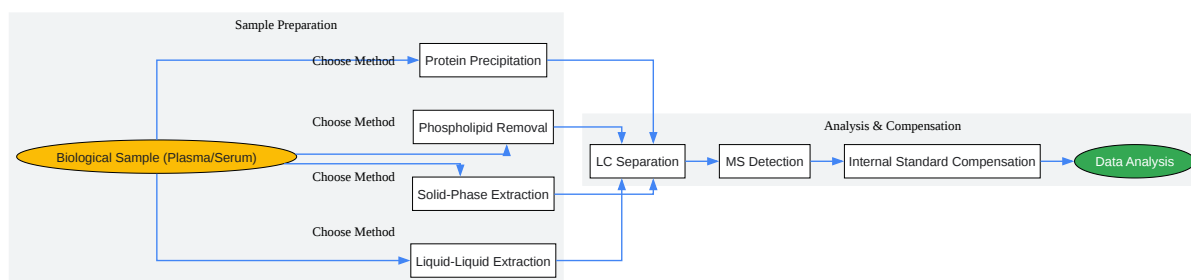 Sample Preparation
Choose Method
Protein Precipitation
Choose Method
Phospholipid Removal
Analysis & Compensation
Biological Sample (Plasma/Serum)
LC Separation
MS Detection
Internal Standard Compensation
Data Analysis
Choose Method
Solid-Phase Extraction
Choose Method
Liquid-Liquid Extraction